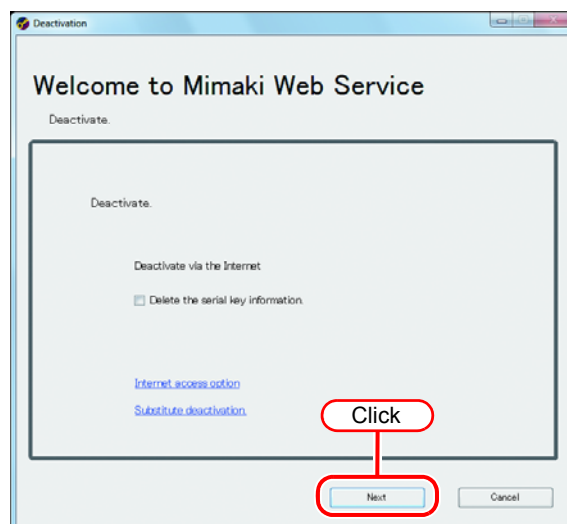 Deactivation
Welcome to Mimaki Web Service
Deactivate.
Deactivate.
Deactivate via the Internet
Delete the serial key information.
Internet access option
Substitute deactivation.
Click
Next
Cancel